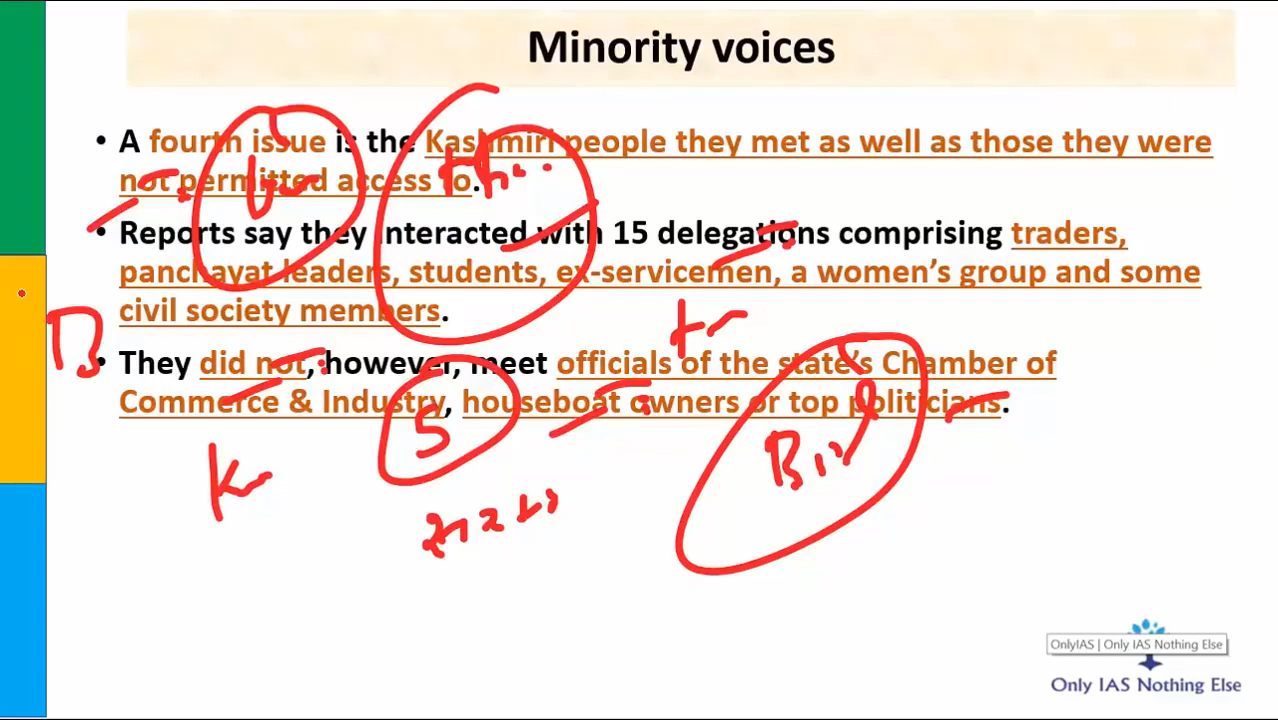 Minority voices
• A fourth issue is the Kashmiri people they met as well as those they were
not permitted access to.
• Reports say they interacted with 15 delegations comprising traders,
panchayat leaders, students, ex-servicemen, a women's group and some
civil society members.
• They did not, however, meet officials of the state's Chamber of
Commerce & Industry, houseboat owners or top politicians.
B
5
OnlyIAS | Only IAS Nothing Else
Only IAS Nothing Else